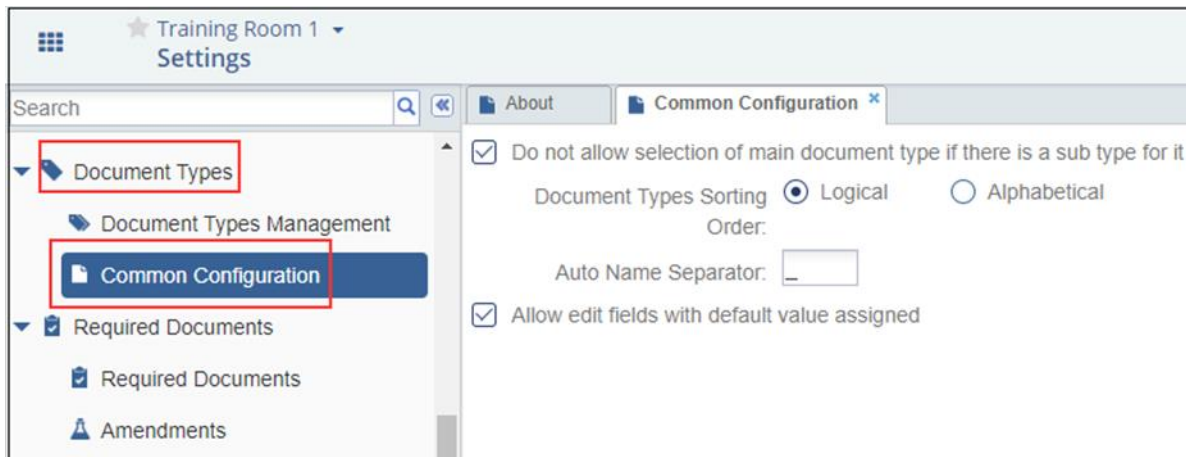 Training Room 1
Settings
Search
About
Common Configuration
Document Types
Document Types Management
Common Configuration
Required Documents
Required Documents
Amendments
Do not allow selection of main document type if there is a sub type for it
Document Types Sorting Order:
Logical
Alphabetical
Auto Name Separator: _
Allow edit fields with default value assigned